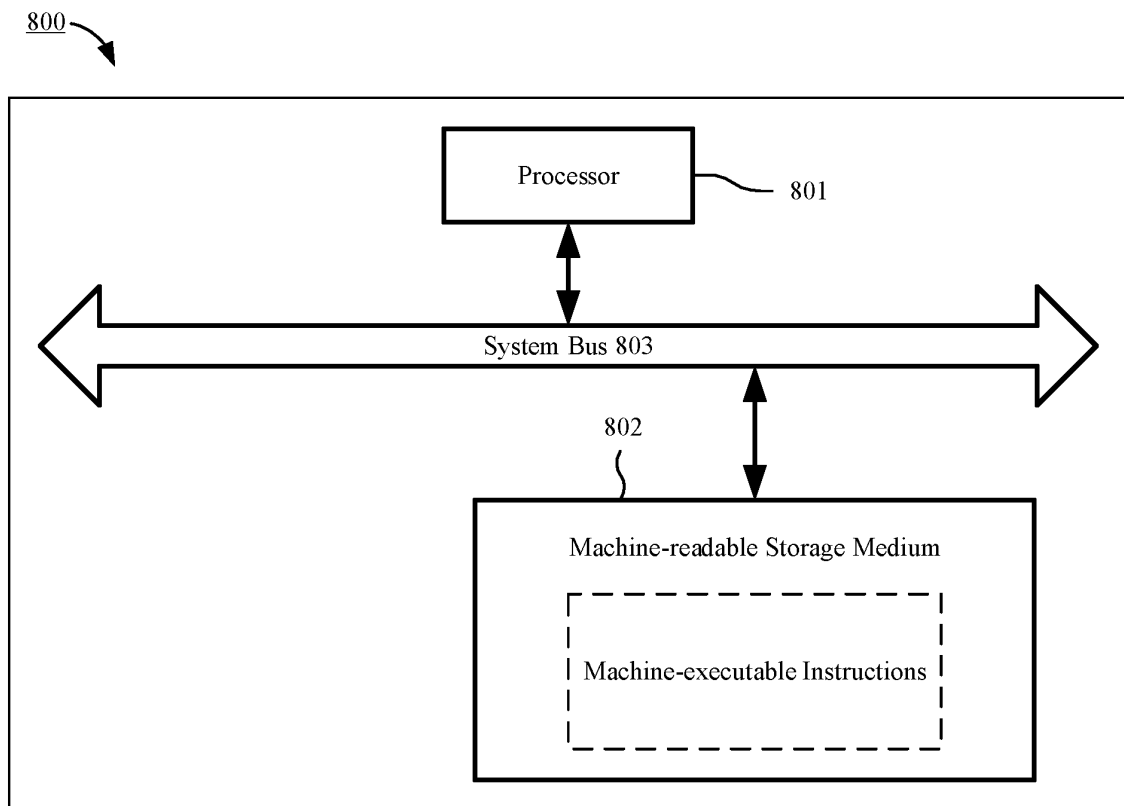 800
Processor
801
System Bus 803
802
Machine-readable Storage Medium
Machine-executable Instructions